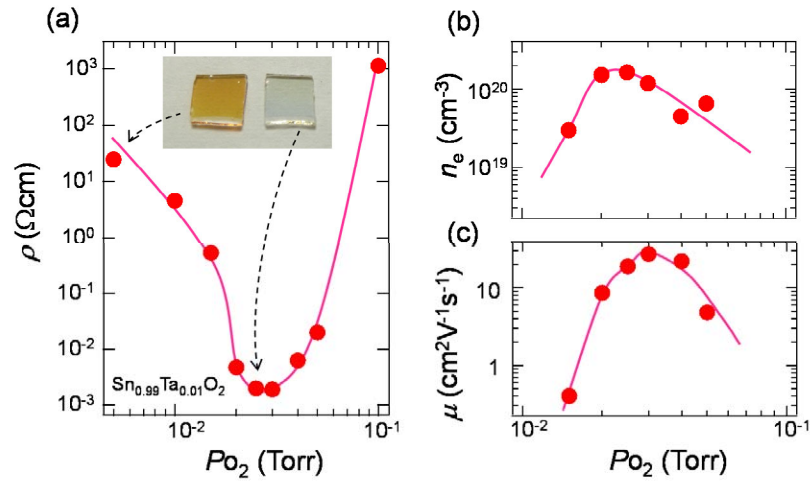 (a)
ρ (Ωcm)
10³
10²
10¹
10⁰
10⁻¹
10⁻²
10⁻³
Sn₀.₉₉Ta₀.₀₁O₂
10⁻² 10⁻¹
Po₂ (Torr)
(b)
nₑ (cm⁻³)
10²⁰
10¹⁹
(c)
μ (cm²V⁻¹s⁻¹)
10
1
10⁻² 10⁻¹
Po₂ (Torr)